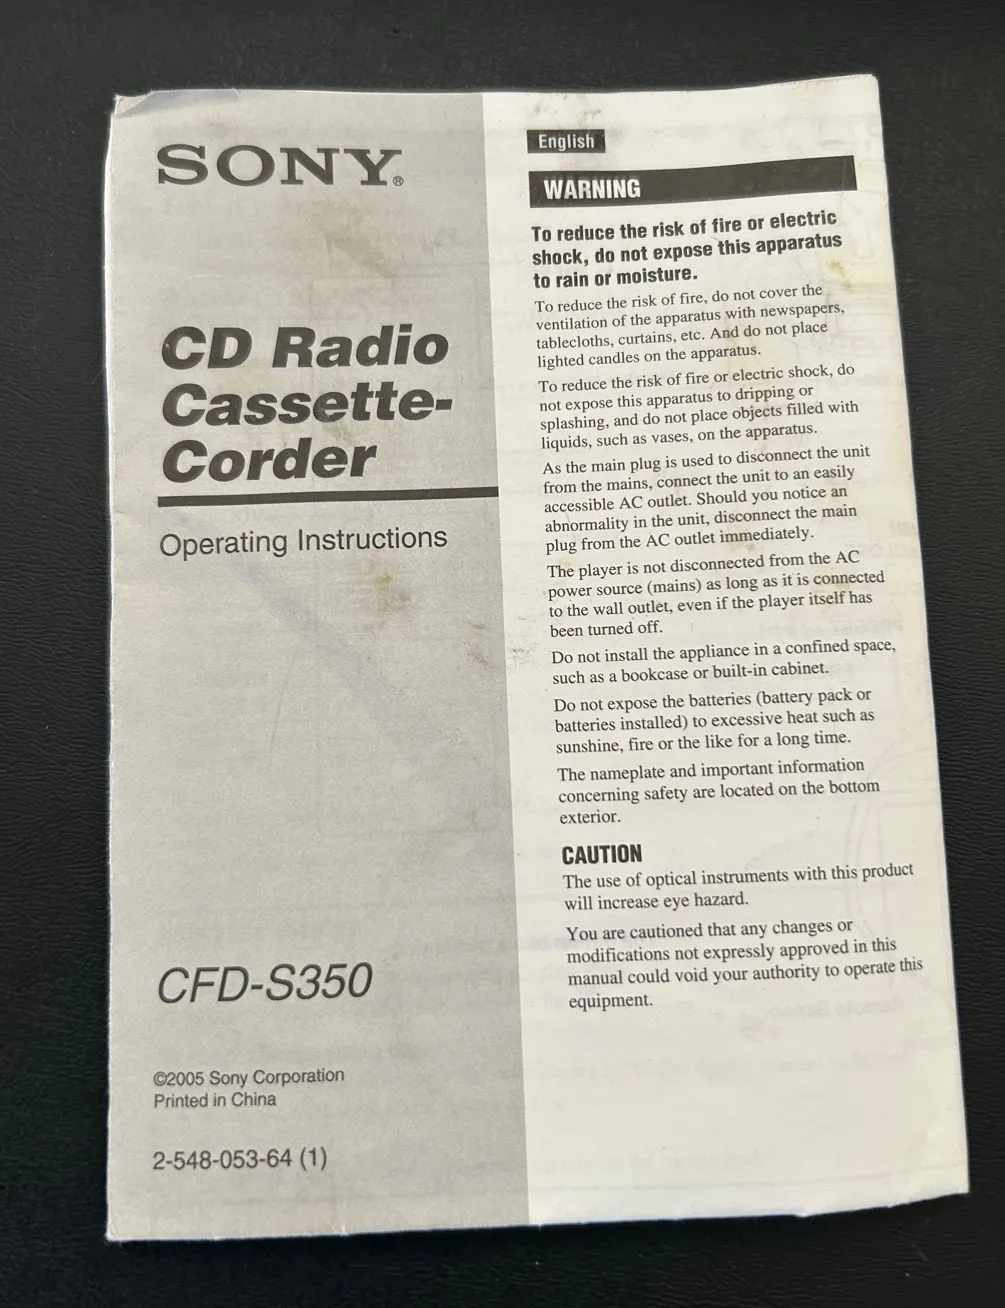 SONY®
CD Radio
Cassette-
Corder
Operating Instructions
CFD-S350
©2005 Sony Corporation
Printed in China
2-548-053-64 (1)
English
WARNING
To reduce the risk of fire or electric
shock, do not expose this apparatus
to rain or moisture.
To reduce the risk of fire, do not cover the
ventilation of the apparatus with newspapers,
tablecloths, curtains, etc. And do not place
lighted candles on the apparatus.
To reduce the risk of fire or electric shock, do
not expose this apparatus to dripping or
splashing, and do not place objects filled with
liquids, such as vases, on the apparatus.
As the main plug is used to disconnect the unit
from the mains, connect the unit to an easily
accessible AC outlet. Should you notice an
abnormality in the unit, disconnect the main
plug from the AC outlet immediately.
The player is not disconnected from the AC
power source (mains) as long as it is connected
to the wall outlet, even if the player itself has
been turned off.
Do not install the appliance in a confined space,
such as a bookcase or built-in cabinet.
Do not expose the batteries (battery pack or
batteries installed) to excessive heat such as
sunshine, fire or the like for a long time.
The nameplate and important information
concerning safety are located on the bottom
exterior.
CAUTION
The use of optical instruments with this product
will increase eye hazard.
You are cautioned that any changes or
modifications not expressly approved in this
manual could void your authority to operate this
equipment.